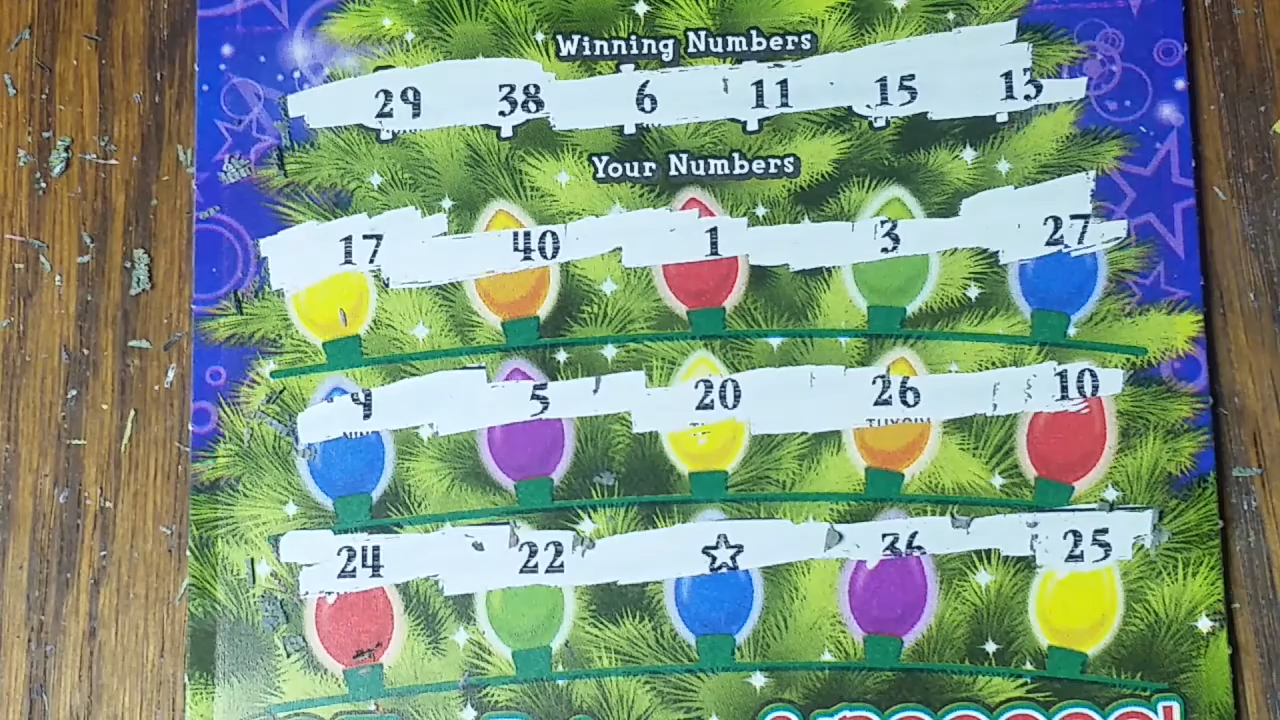 Winning Numbers
29 38 6 11 15 13
Your Numbers
17 40 1 3 27
9 5 20 26 10
24 22 ☆ 36 25